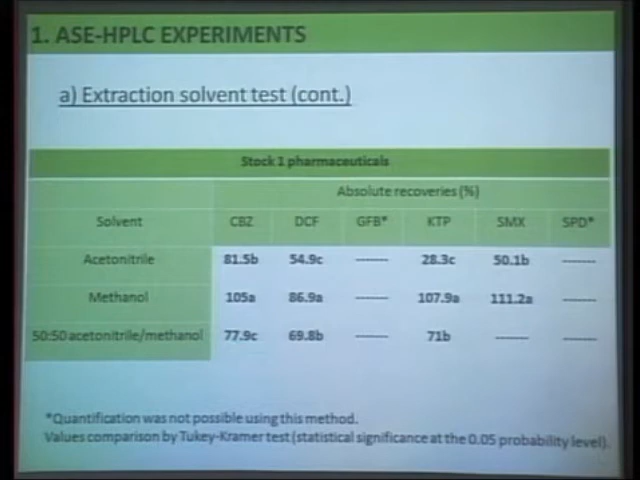 1. ASE-HPLC EXPERIMENTS
a) Extraction solvent test (cont.)
Stock 1 pharmaceuticals
Absolute recoveries (%)
Solvent CBZ DCF GFB* KTP SMX SPD*
Acetonitrile 81.5b 54.9c ------- 28.3c 50.1b -------
Methanol 105a 86.9a ------- 107.9a 111.2a -------
50:50 acetonitrile/methanol 77.9c 69.8b ------- 71b ------- -------
*Quantification was not possible using this method.
Values comparison by Tukey-Kramer test (statistical significance at the 0.05 probability level).